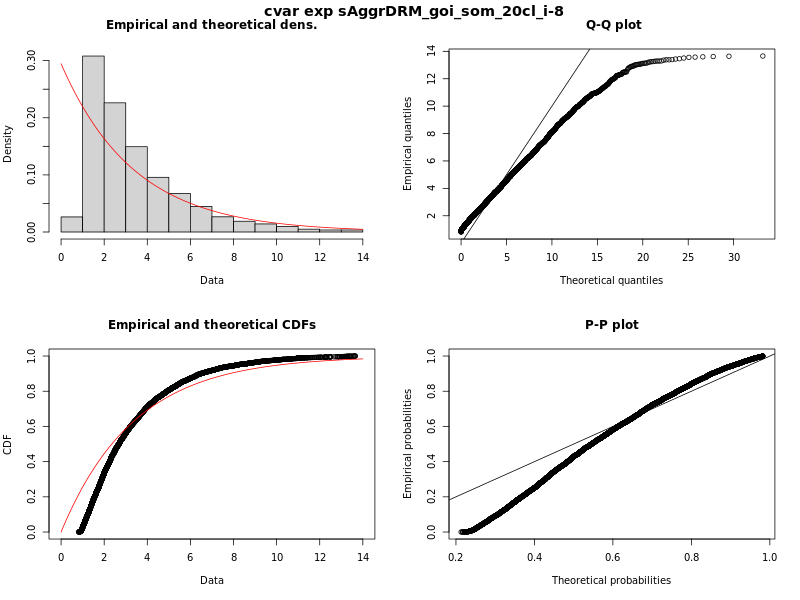 cvar exp sAggrDRM_goi_som_20cl_i-8
Empirical and theoretical dens.
Density
0.00 0.10 0.20 0.30
0 2 4 6 8 10 12 14
Data
Q-Q plot
Empirical quantiles
2 4 6 8 10 12 14
0 5 10 15 20 25 30
Theoretical quantiles
Empirical and theoretical CDFs
CDF
0.0 0.2 0.4 0.6 0.8 1.0
0 2 4 6 8 10 12 14
Data
P-P plot
Empirical probabilities
0.0 0.2 0.4 0.6 0.8 1.0
0.2 0.4 0.6 0.8 1.0
Theoretical probabilities